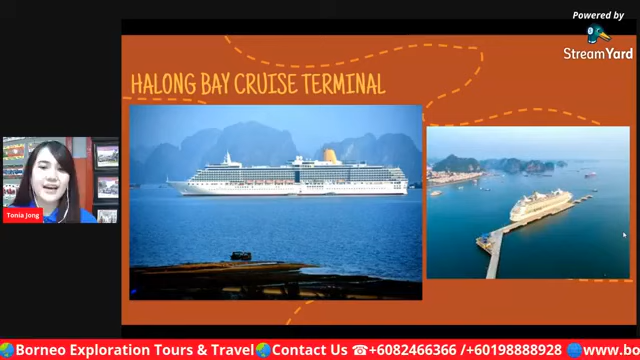 Powered by
StreamYard
HALONG BAY CRUISE TERMINAL
Tonia Jong
Borneo Exploration Tours & Travel Contact Us ☎+6082466366 /+60198888928 www.bo